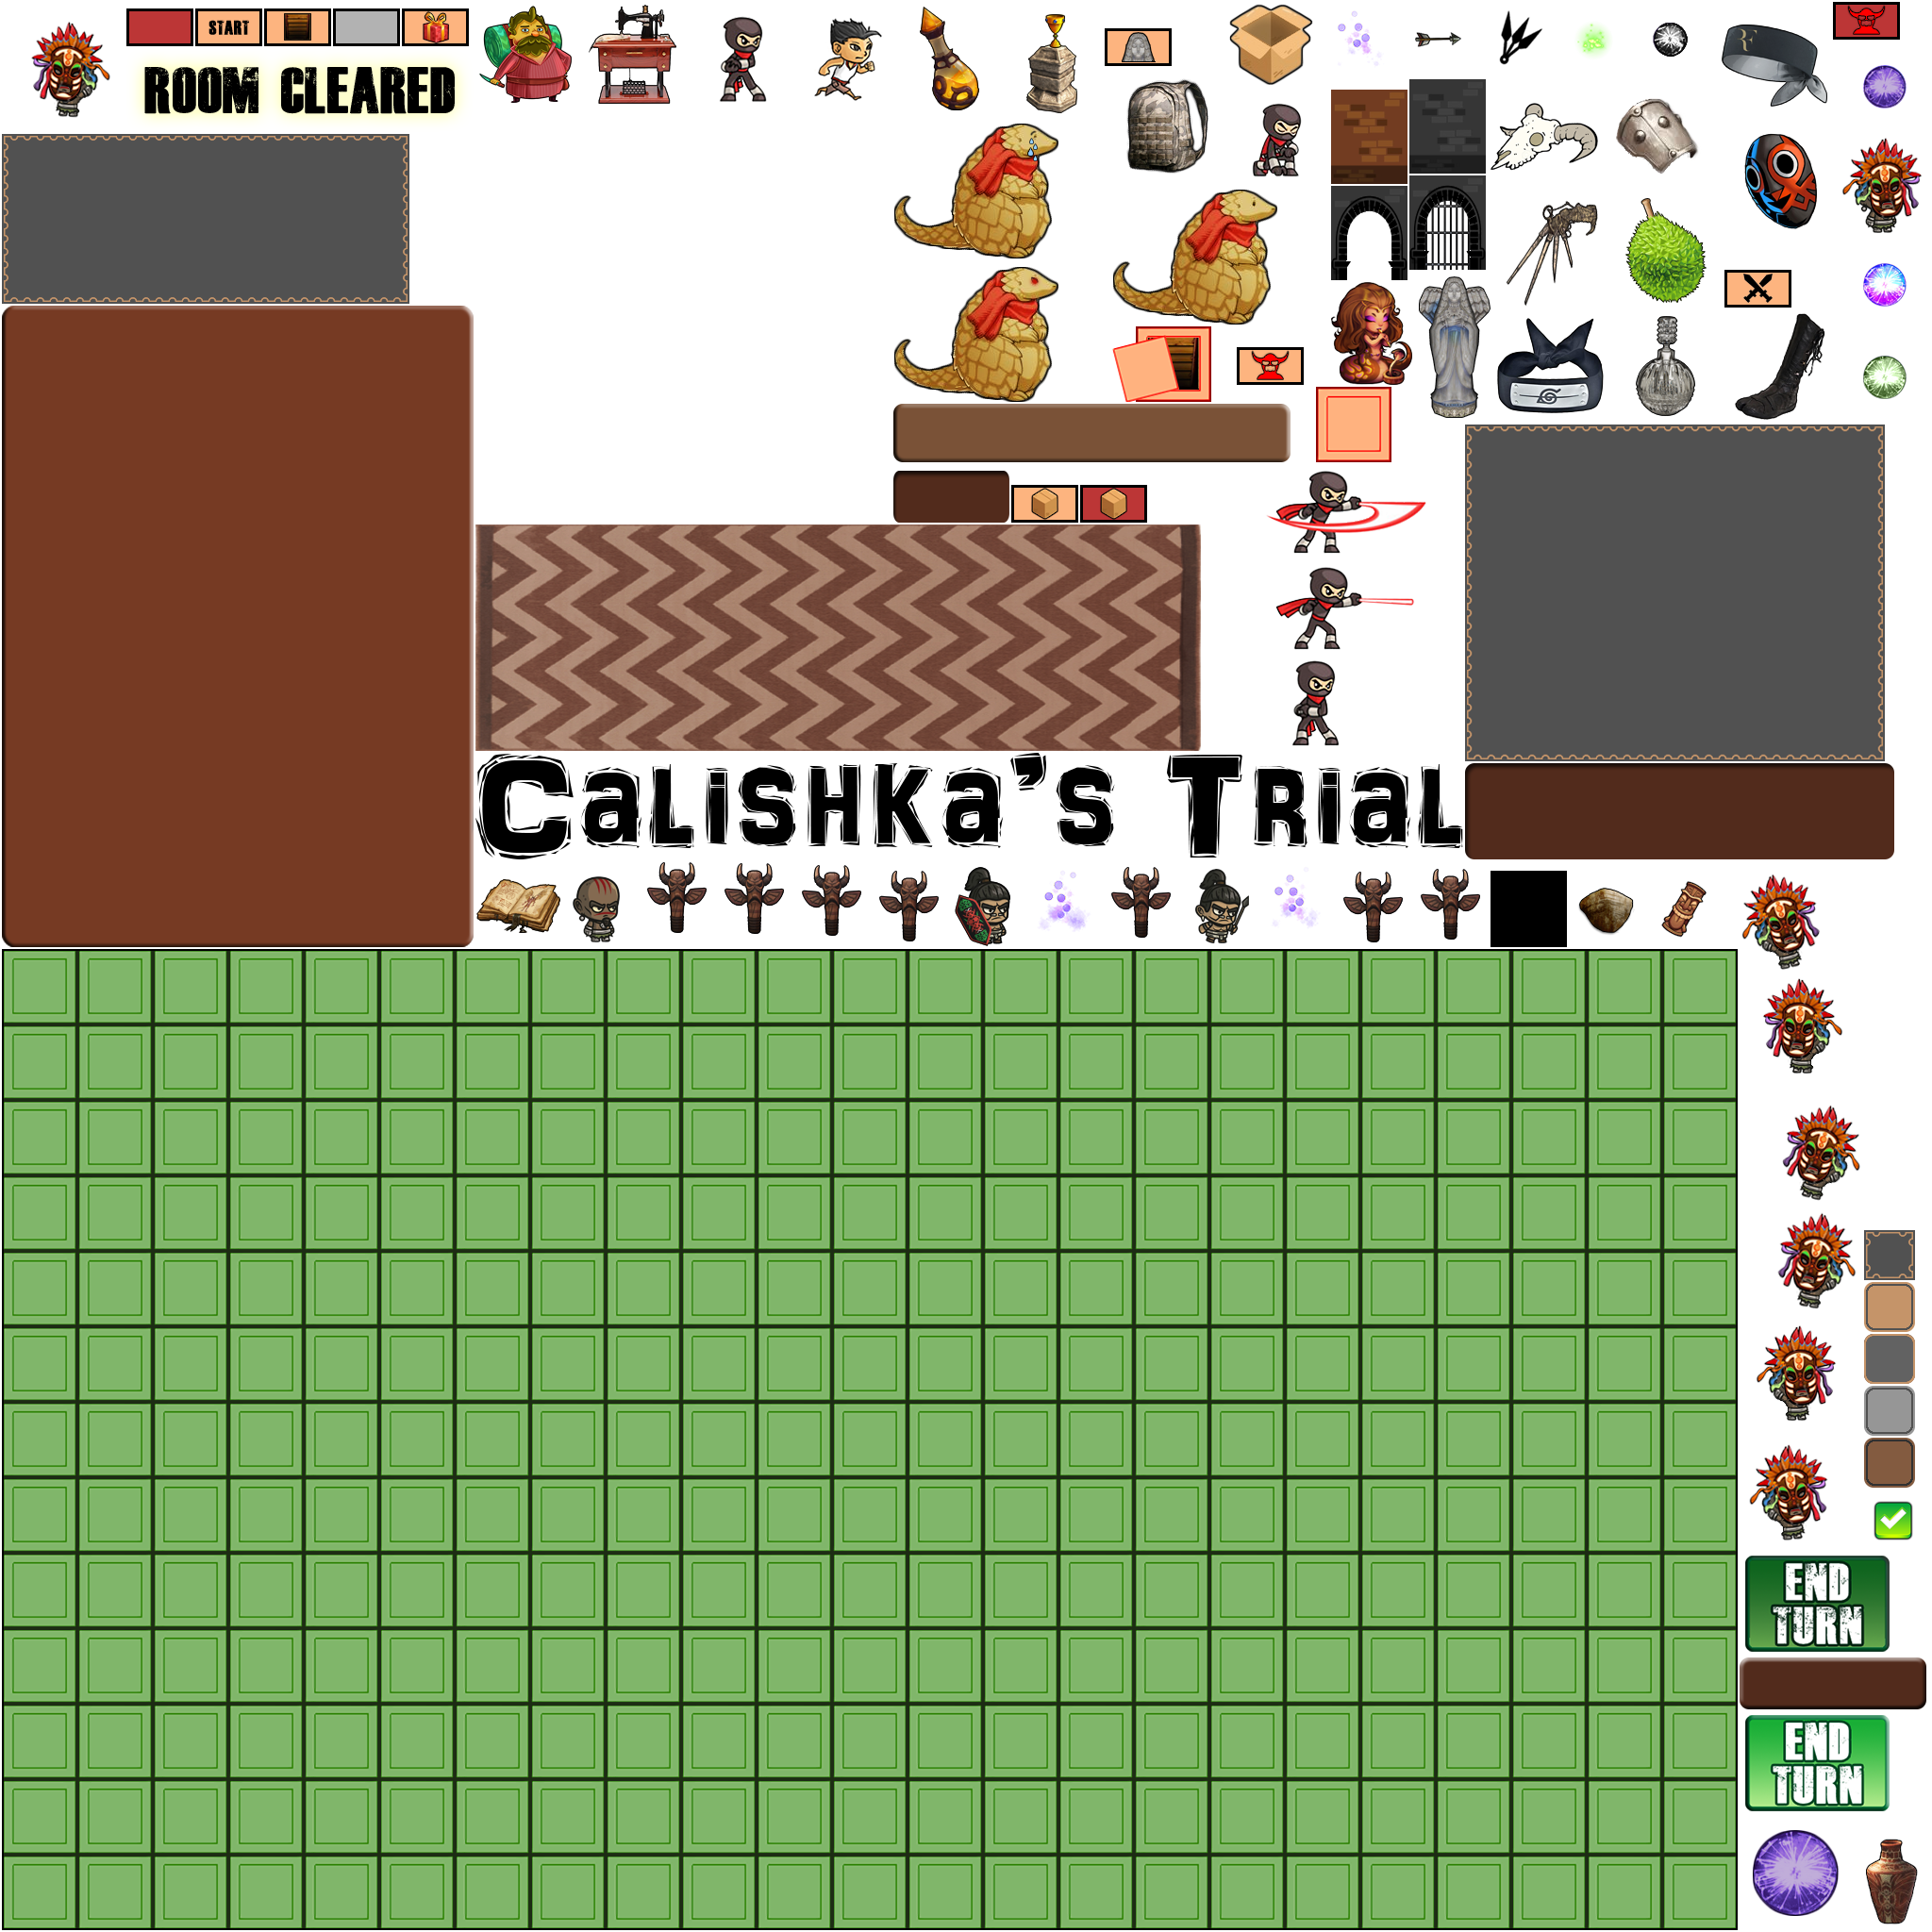 START
ROOM CLEARED
CALISHKA'S TRIAL
END
TURN
END
TURN